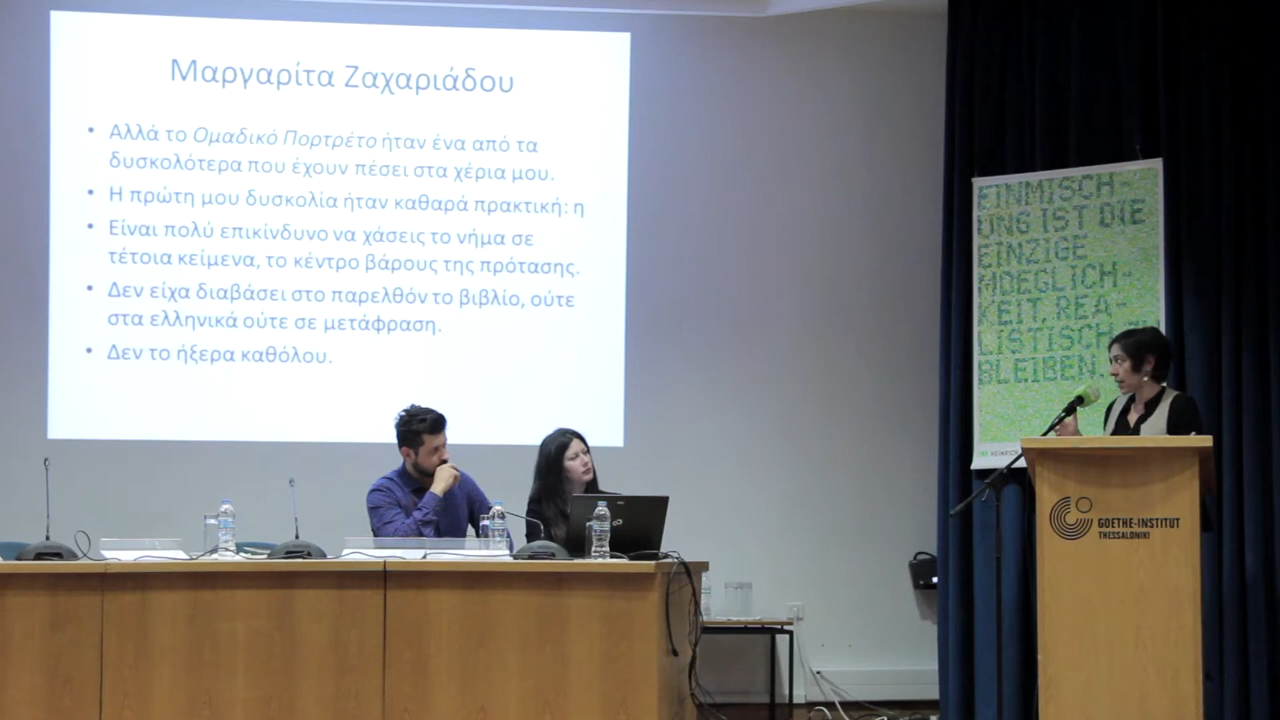 Μαργαρίτα Ζαχαριάδου
• Αλλά το Ομαδικό Πορτρέτο ήταν ένα από τα
δυσκολότερα που έχουν πέσει στα χέρια μου.
• Η πρώτη μου δυσκολία ήταν καθαρά πρακτική: η
• Είναι πολύ επικίνδυνο να χάσεις το νήμα σε
τέτοια κείμενα, το κέντρο βάρους της πρότασης.
• Δεν είχα διαβάσει στο παρελθόν το βιβλίο, ούτε
στα ελληνικά ούτε σε μετάφραση.
• Δεν το ήξερα καθόλου.
EINMISCH-
UNG IST DIE
EINZIGE
MOEGLICH-
KEIT, REA-
LISTISCH
BLEIBEN.
HEINRICH
GOETHE-INSTITUT
THESSALONIKI